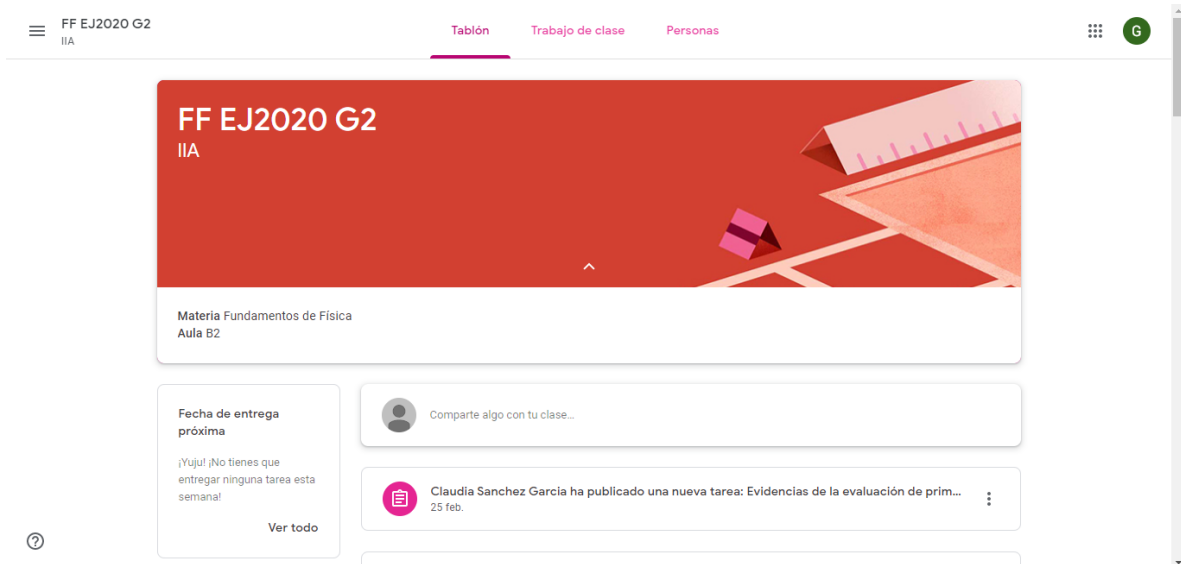 FF EJ2020 G2
IIA
Tablón
Trabajo de clase
Personas
G
FF EJ2020 G2
IIA
Materia Fundamentos de Física
Aula B2
Fecha de entrega
próxima
¡Yuju! ¡No tienes que
entregar ninguna tarea esta
semana!
Ver todo
Comparte algo con tu clase...
Claudia Sanchez Garcia ha publicado una nueva tarea: Evidencias de la evaluación de prim...
25 feb.